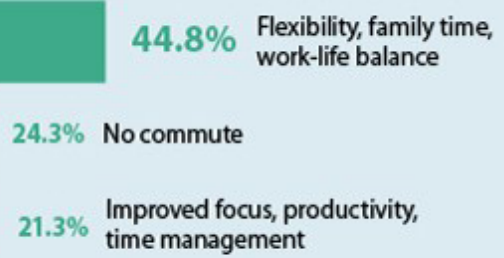 44.8% Flexibility, family time,
work-life balance
24.3% No commute
21.3% Improved focus, productivity,
time management